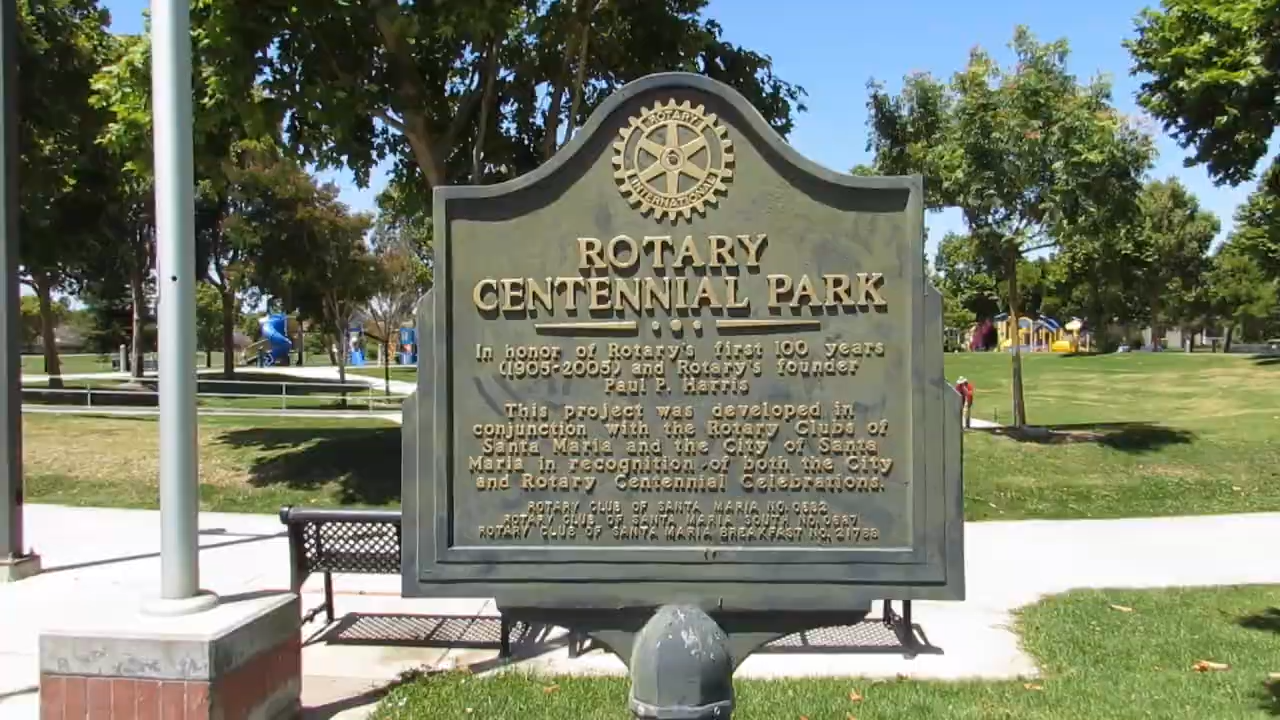 ROTARY
INTERNATIONAL
ROTARY
CENTENNIAL PARK
In honor of Rotary's first 100 years
(1905-2005) and Rotary's founder
Paul P. Harris
This project was developed in
conjunction with the Rotary Clubs of
Santa Maria and the City of Santa
Maria in recognition of both the City
and Rotary Centennial Celebrations.
ROTARY CLUB OF SANTA MARIA NO.
ROTARY CLUB OF SANTA MARIA SOUTH NO.
ROTARY CLUB OF SANTA MARIA BREAKFAST NO.